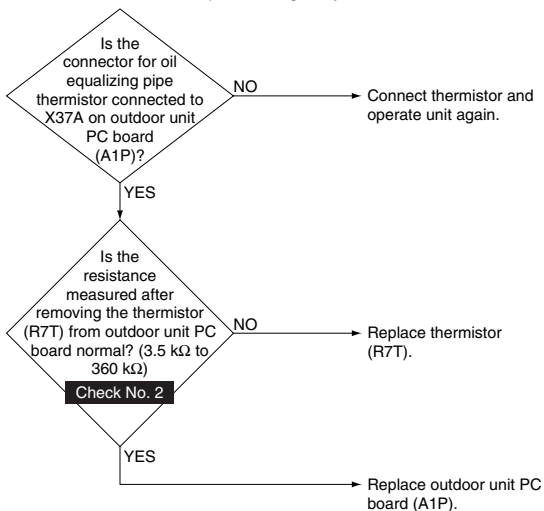 Is the
connector for oil
equalizing pipe
thermistor connected to
X37A on outdoor unit
PC board
(A1P)?
NO
Connect thermistor and
operate unit again.
YES
Is the
resistance
measured after
removing the thermistor
(R7T) from outdoor unit PC
board normal? (3.5 kΩ to
360 kΩ)
Check No. 2
NO
Replace thermistor
(R7T).
YES
Replace outdoor unit PC
board (A1P).